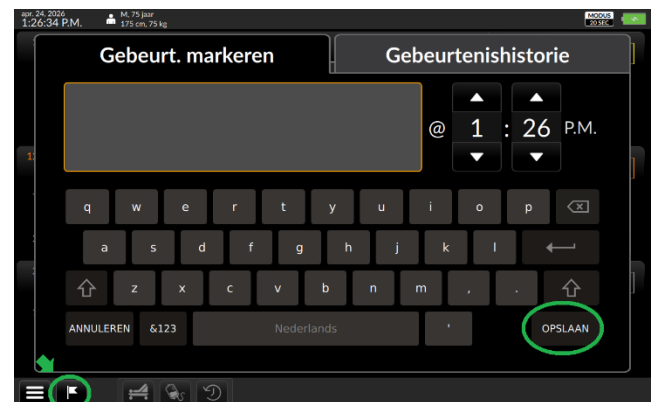 apr. 24, 2026
1:26:34 P.M.
M, 75 jaar
175 cm, 75 kg
MODUS
20 SEC.
Gebeurt. markeren
Gebeurtenishistorie
@ 1 : 26 P.M.
q w e r t y u i o p
a s d f g h j k l
z x c v b n m , .
ANNULEREN &123 Nederlands ' OPSLAAN